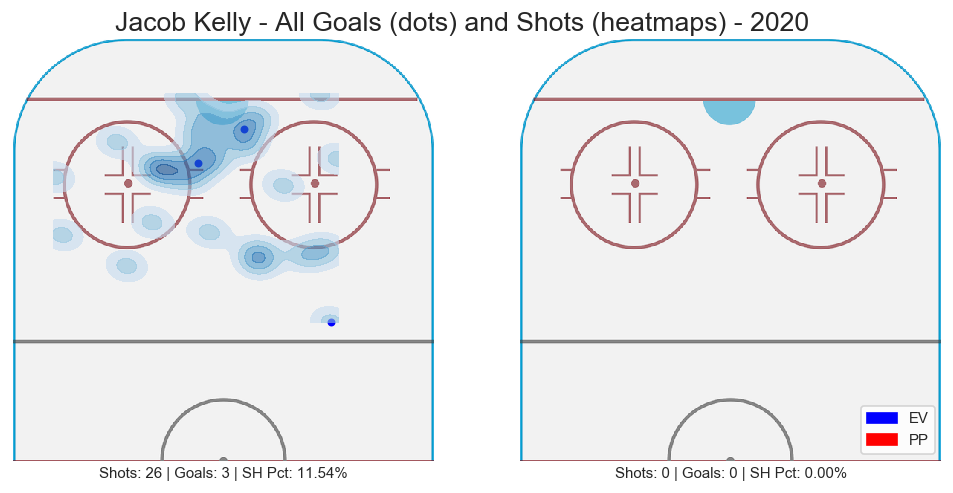 Jacob Kelly - All Goals (dots) and Shots (heatmaps) - 2020
EV
PP
Shots: 26 | Goals: 3 | SH Pct: 11.54%
Shots: 0 | Goals: 0 | SH Pct: 0.00%